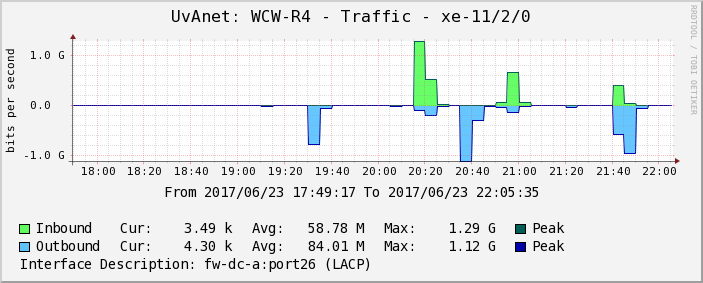 UvAnet: WCW-R4 - Traffic - xe-11/2/0
RRDTOOL / TOBI OETIKER
bits per second
1.0 G
0.0
-1.0 G
18:00 18:20 18:40 19:00 19:20 19:40 20:00 20:20 20:40 21:00 21:20 21:40 22:00
From 2017/06/23 17:49:17 To 2017/06/23 22:05:35
Inbound Cur: 3.49 k Avg: 58.78 M Max: 1.29 G Peak
Outbound Cur: 4.30 k Avg: 84.01 M Max: 1.12 G Peak
Interface Description: fw-dc-a:port26 (LACP)